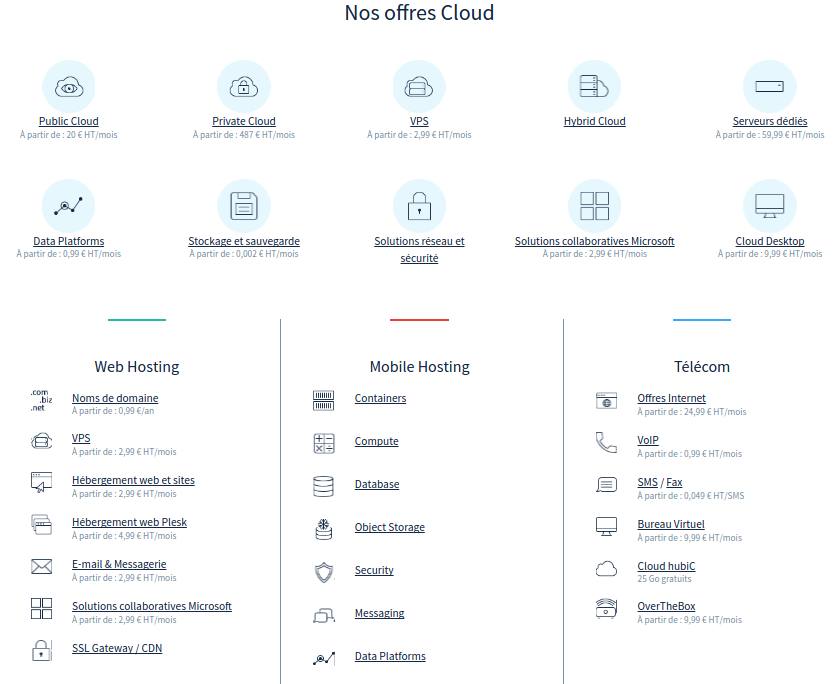 Nos offres Cloud
Public Cloud
À partir de : 20 € HT/mois
Private Cloud
À partir de : 487 € HT/mois
VPS
À partir de : 2,99 € HT/mois
Hybrid Cloud
Serveurs dédiés
À partir de : 59,99 € HT/mois
Data Platforms
À partir de : 0,99 € HT/mois
Stockage et sauvegarde
À partir de : 0,002 € HT/mois
Solutions réseau et
sécurité
Solutions collaboratives Microsoft
À partir de : 2,99 € HT/mois
Cloud Desktop
À partir de : 9,99 € HT/mois
Web Hosting
.com
.biz
.net
Noms de domaine
À partir de : 0,99 €/an
VPS
À partir de : 2,99 € HT/mois
Hébergement web et sites
À partir de : 2,99 € HT/mois
Hébergement web Plesk
À partir de : 4,99 € HT/mois
E-mail & Messagerie
À partir de : 2,99 € HT/mois
Solutions collaboratives Microsoft
À partir de : 2,99 € HT/mois
SSL Gateway / CDN
Mobile Hosting
Containers
Compute
Database
Object Storage
Security
Messaging
Data Platforms
Télécom
Offres Internet
À partir de : 24,99 € HT/mois
VoIP
À partir de : 0,99 € HT/mois
SMS / Fax
À partir de : 0,049 € HT/SMS
Bureau Virtuel
À partir de : 9,99 € HT/mois
Cloud hubiC
25 Go gratuits
OverTheBox
À partir de : 9,99 € HT/mois